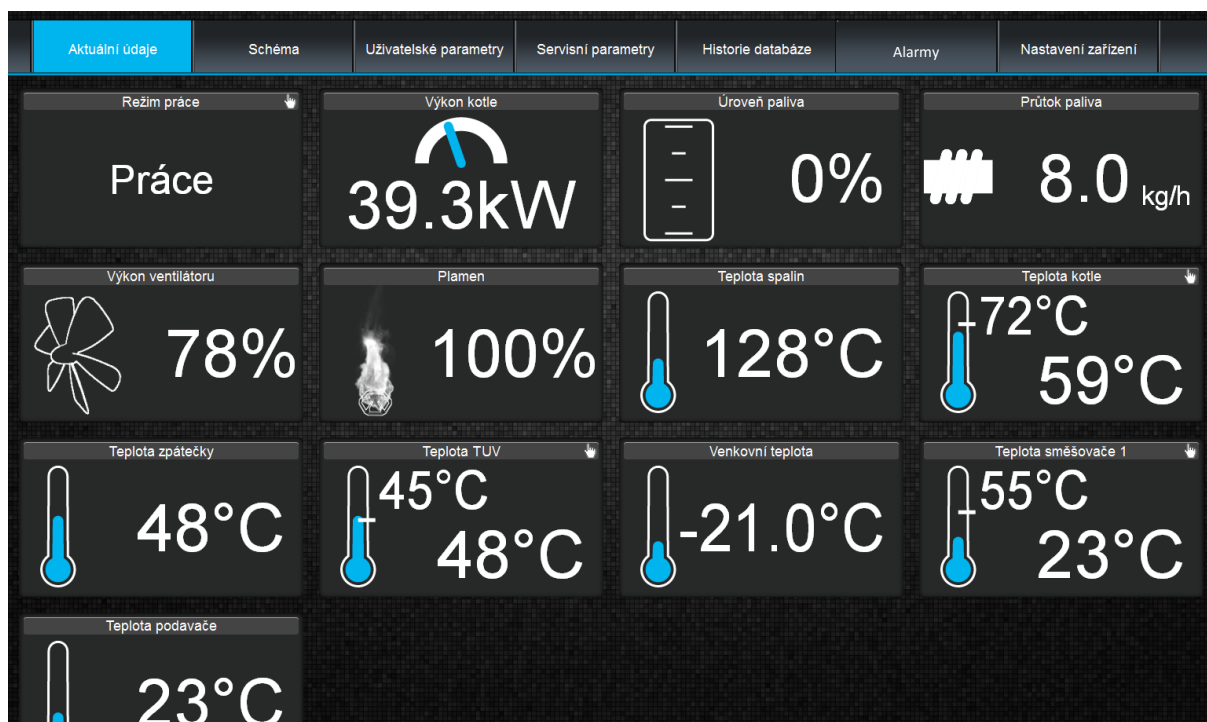 Aktuální údaje Schéma Uživatelské parametry Servisní parametry Historie databáze Alarmy Nastavení zařízení
Režim práce
Práce
Výkon kotle
39.3kW
Úroveň paliva
0%
Průtok paliva
8.0 kg/h
Výkon ventilátoru
78%
Plamen
100%
Teplota spalin
128°C
Teplota kotle
72°C
59°C
Teplota zpátečky
48°C
Teplota TUV
45°C
48°C
Venkovní teplota
-21.0°C
Teplota směšovače 1
55°C
23°C
Teplota podavače
23°C